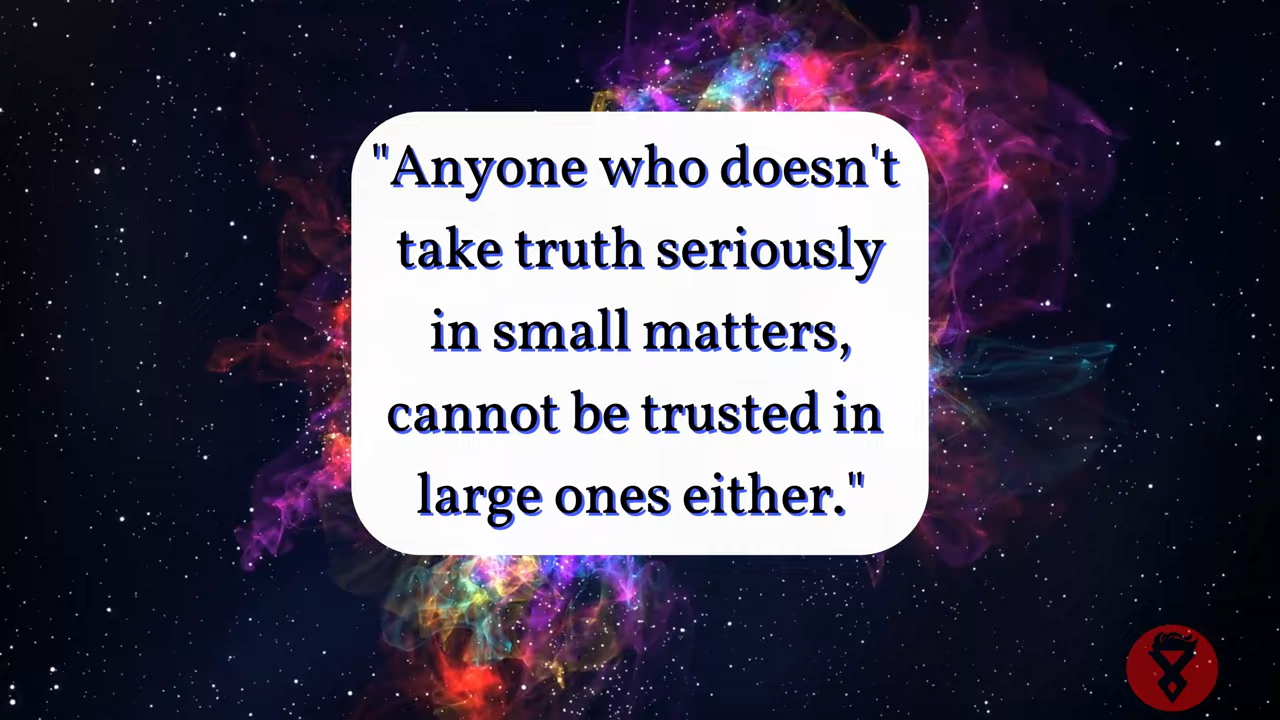 "Anyone who doesn't
take truth seriously
in small matters,
cannot be trusted in
large ones either."